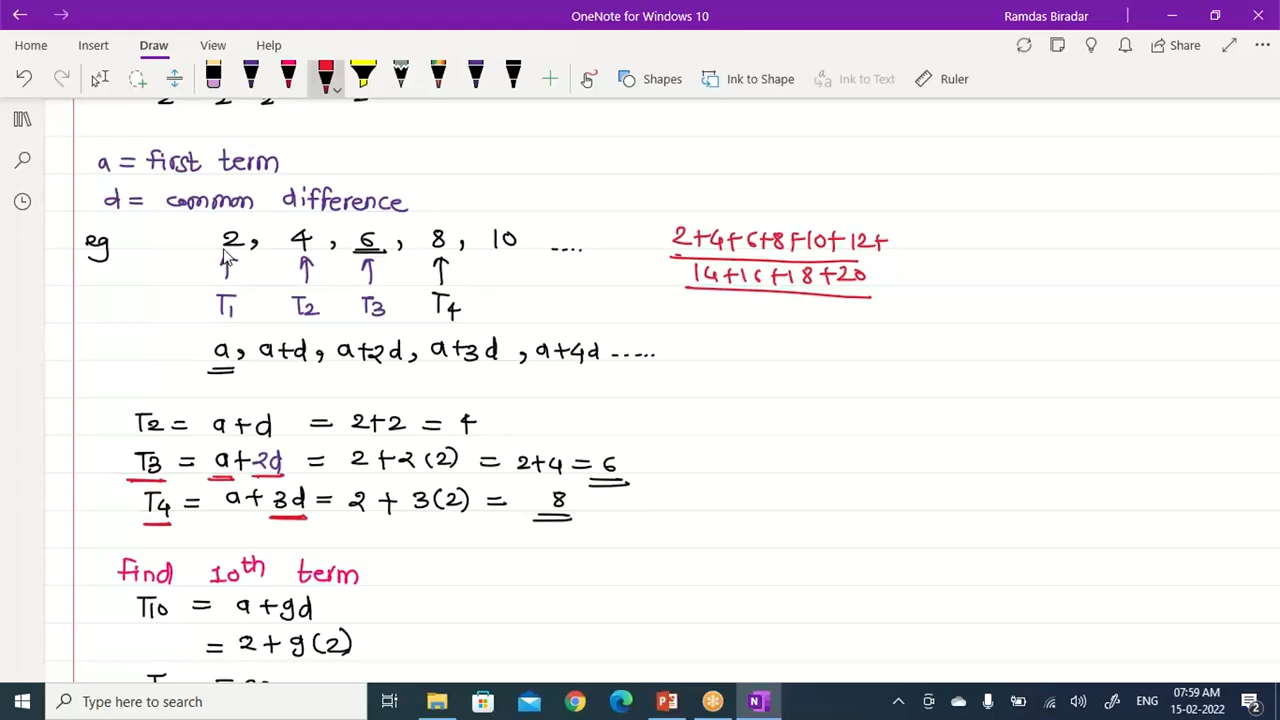 OneNote for Windows 10
Ramdas Biradar
Home Insert Draw View Help
Share
Shapes Ink to Shape Ink to Text Ruler
a = first term
d = common difference
eg 2, 4, 6, 8, 10 ....
2+4+6+8+10+12+
14+16+18+20
T1 T2 T3 T4
a, a+d, a+2d, a+3d, a+4d .....
T2 = a+d = 2+2 = 4
T3 = a+2d = 2+2(2) = 2+4 = 6
T4 = a+3d = 2+3(2) = 8
find 10th term
T10 = a+9d
= 2+9(2)
Type here to search
ENG
07:59 AM
15-02-2022
2